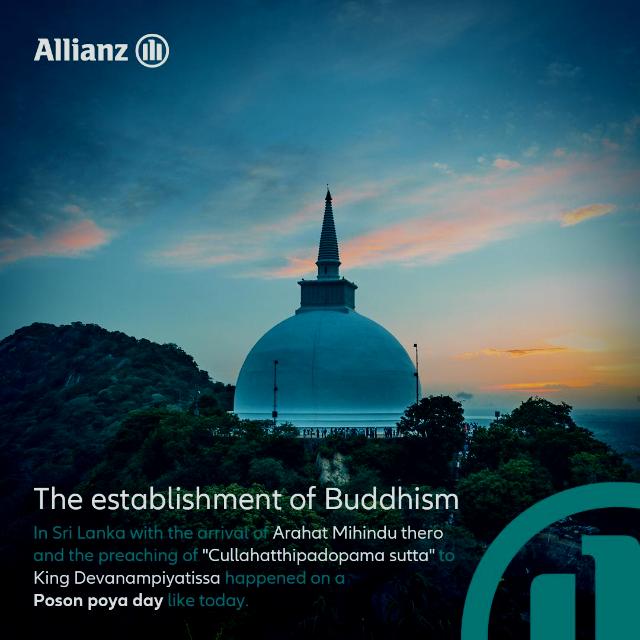 Allianz
The establishment of Buddhism
In Sri Lanka with the arrival of Arahat Mihindu thero
and the preaching of "Cullahatthipadopama sutta" to
King Devanampiyatissa happened on a
Poson poya day like today.